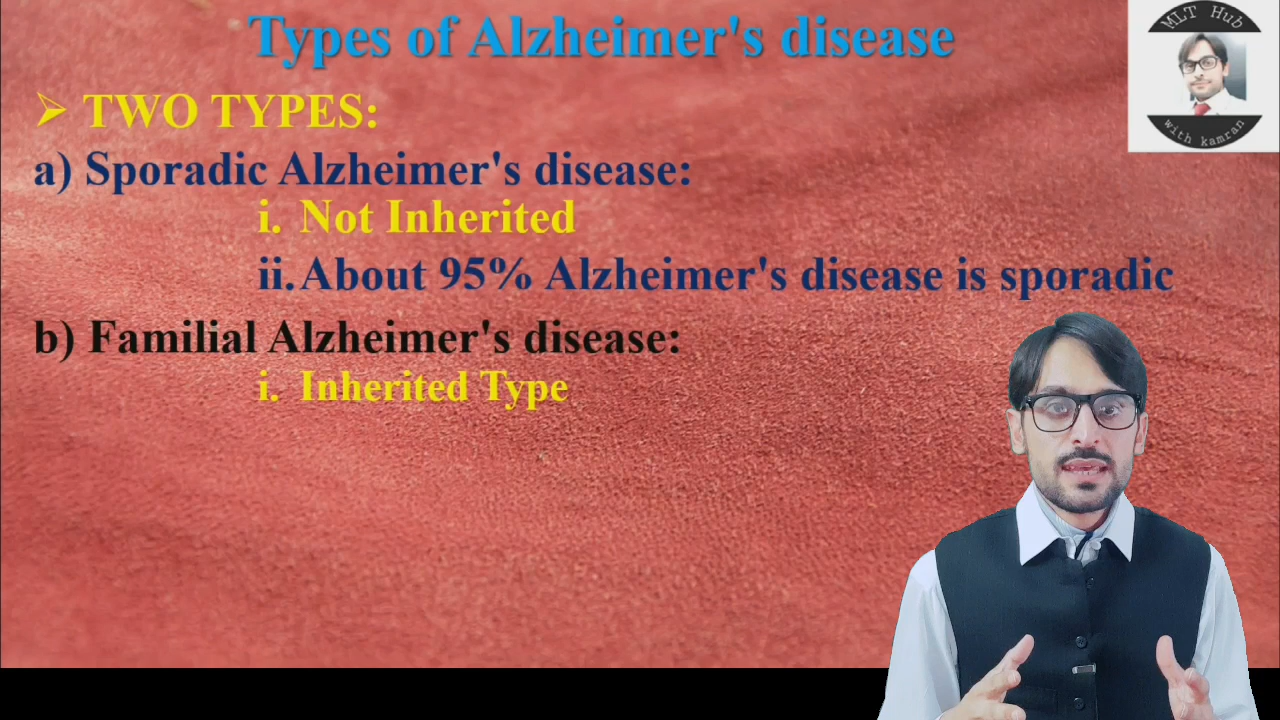 Types of Alzheimer's disease
MLT Hub
with kamran
➢ TWO TYPES:
a) Sporadic Alzheimer's disease:
i. Not Inherited
ii. About 95% Alzheimer's disease is sporadic
b) Familial Alzheimer's disease:
i. Inherited Type